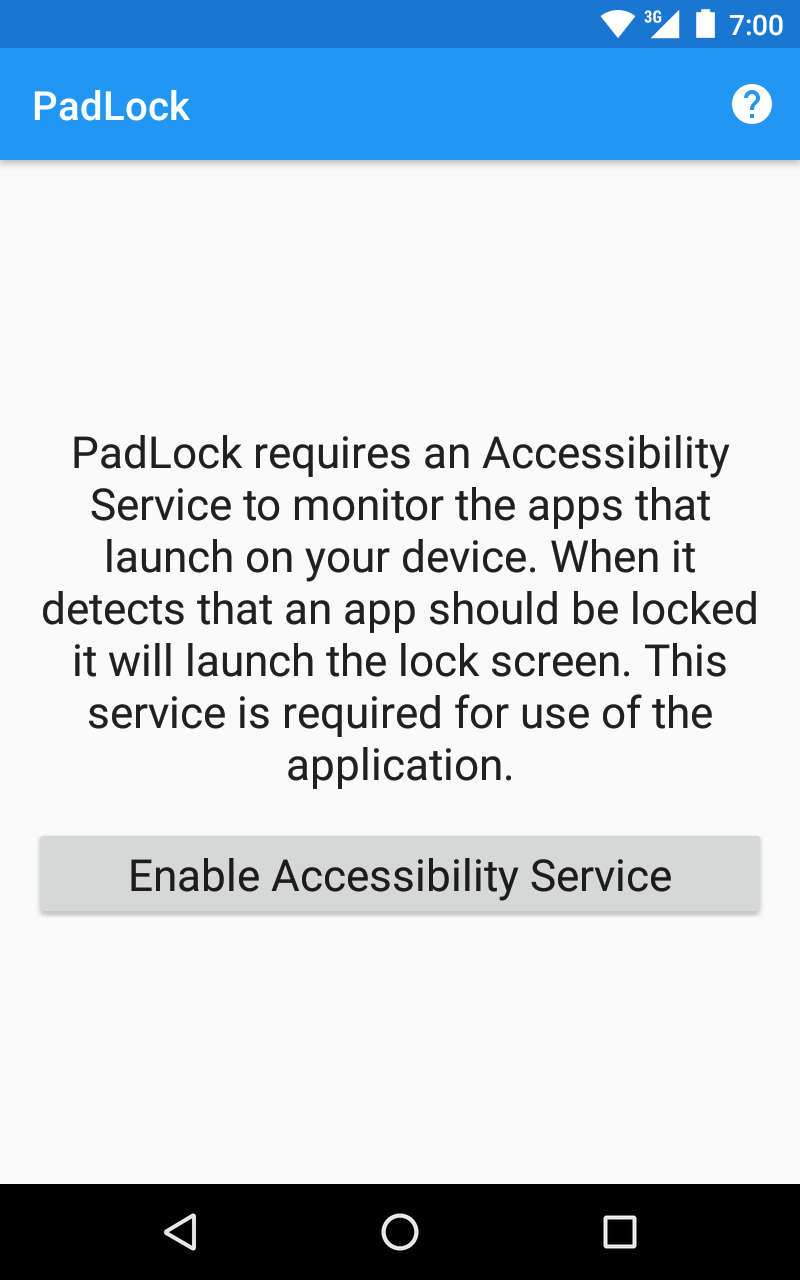 3G 7:00
PadLock
PadLock requires an Accessibility
Service to monitor the apps that
launch on your device. When it
detects that an app should be locked
it will launch the lock screen. This
service is required for use of the
application.
Enable Accessibility Service